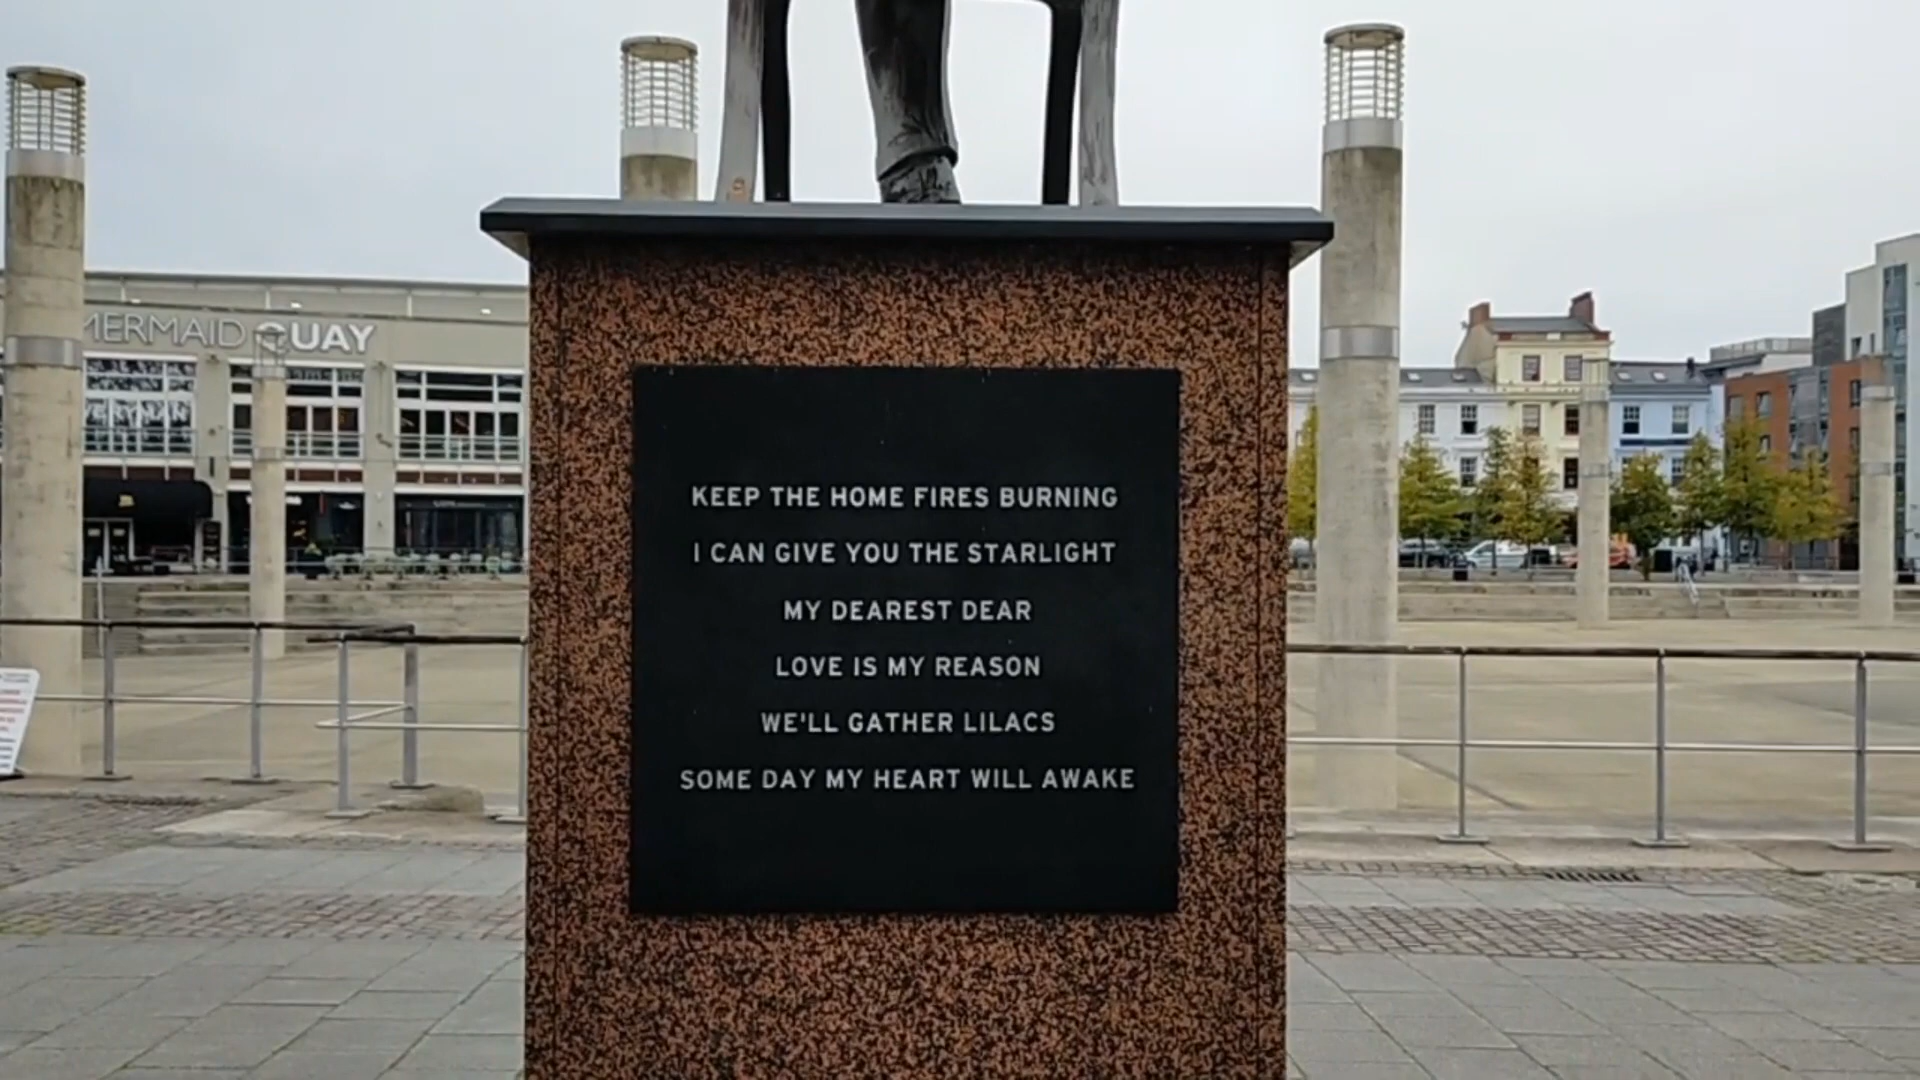 MERMAID QUAY
KEEP THE HOME FIRES BURNING
I CAN GIVE YOU THE STARLIGHT
MY DEAREST DEAR
LOVE IS MY REASON
WE'LL GATHER LILACS
SOME DAY MY HEART WILL AWAKE